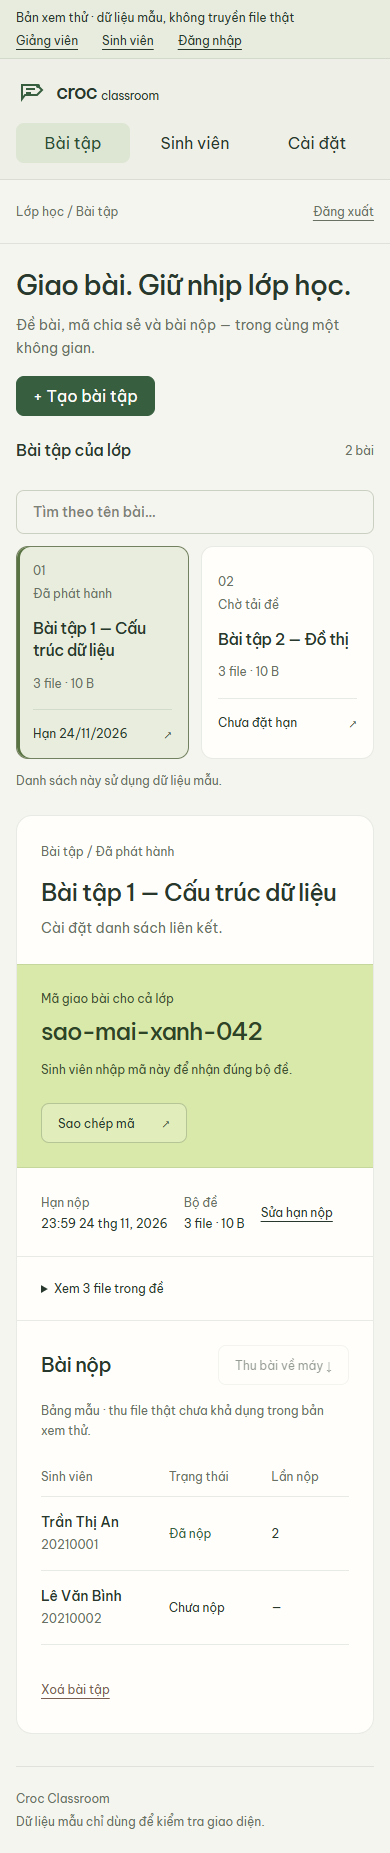 Bản xem thử · dữ liệu mẫu, không truyền file thật
Giảng viên Sinh viên Đăng nhập
croc classroom
Bài tập Sinh viên Cài đặt
Lớp học / Bài tập Đăng xuất
Giao bài. Giữ nhịp lớp học.
Đề bài, mã chia sẻ và bài nộp — trong cùng một
không gian.
+ Tạo bài tập
Bài tập của lớp 2 bài
Tìm theo tên bài...
01
Đã phát hành
Bài tập 1 — Cấu
trúc dữ liệu
3 file · 10 B
Hạn 24/11/2026 ↗
02
Chờ tải đề
Bài tập 2 — Đồ thị
3 file · 10 B
Chưa đặt hạn ↗
Danh sách này sử dụng dữ liệu mẫu.
Bài tập / Đã phát hành
Bài tập 1 — Cấu trúc dữ liệu
Cài đặt danh sách liên kết.
Mã giao bài cho cả lớp
sao-mai-xanh-042
Sinh viên nhập mã này để nhận đúng bộ đề.
Sao chép mã ↗
Hạn nộp Bộ đề
23:59 24 thg 11, 2026 3 file · 10 B Sửa hạn nộp
▶ Xem 3 file trong đề
Bài nộp Thu bài về máy ↓
Bảng mẫu · thu file thật chưa khả dụng trong bản
xem thử.
Sinh viên Trạng thái Lần nộp
Trần Thị An
20210001 Đã nộp 2
Lê Văn Bình
20210002 Chưa nộp —
Xoá bài tập
Croc Classroom
Dữ liệu mẫu chỉ dùng để kiểm tra giao diện.